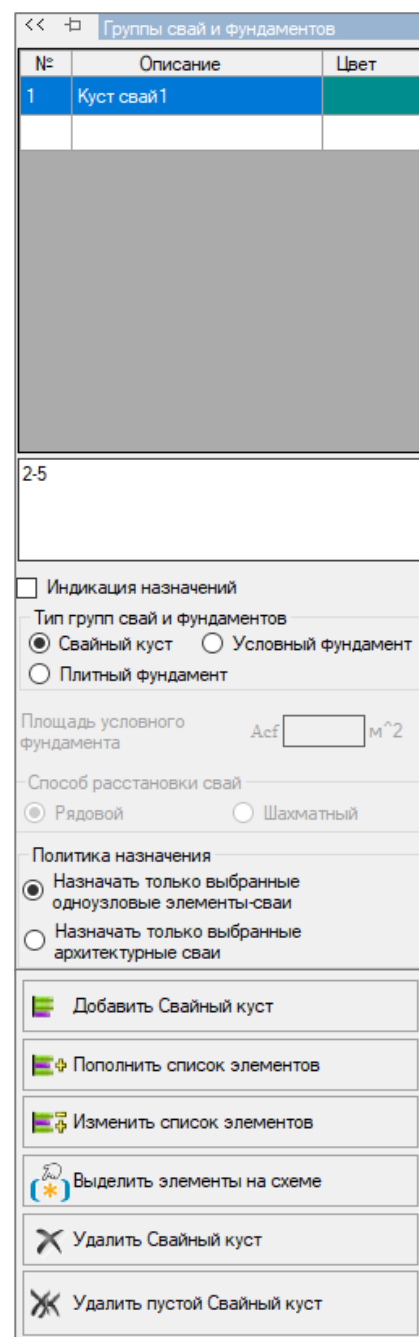 << Группы свай и фундаментов
№ Описание Цвет
1 Куст свай1
2-5
Индикация назначений
Тип групп свай и фундаментов
Свайный куст Условный фундамент
Плитный фундамент
Площадь условного
фундамента Acf м^2
Способ расстановки свай
Рядовой Шахматный
Политика назначения
Назначать только выбранные
одноузловые элементы-сваи
Назначать только выбранные
архитектурные сваи
Добавить Свайный куст
Пополнить список элементов
Изменить список элементов
Выделить элементы на схеме
Удалить Свайный куст
Удалить пустой Свайный куст